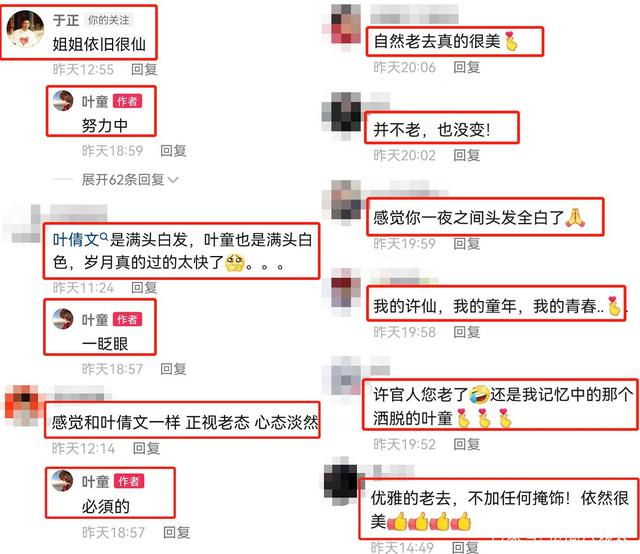 于正 你的关注
姐姐依旧很仙
昨天12:55 回复
叶童 作者
努力中
昨天18:59 回复
展开62条回复
叶倩文是满头白发，叶童也是满头白
色，岁月真的过的太快了🥺。。。
昨天11:24 回复
叶童 作者
一眨眼
昨天18:57 回复
感觉和叶倩文一样 正视老态 心态淡然
昨天12:14 回复
叶童 作者
必須的
昨天18:57 回复
自然老去真的很美🫰
昨天20:06 回复
并不老，也没变！
昨天20:02 回复
感觉你一夜之间头发全白了🙏
昨天19:59 回复
我的许仙，我的童年，我的青春..🫰.
昨天19:58 回复
许官人您老了🤣还是我记忆中的那个
洒脱的叶童🫰🫰🫰
昨天16:32 回复
优雅的老去，不加任何掩饰！依然很
美👍👍👍👍
昨天14:49 回复